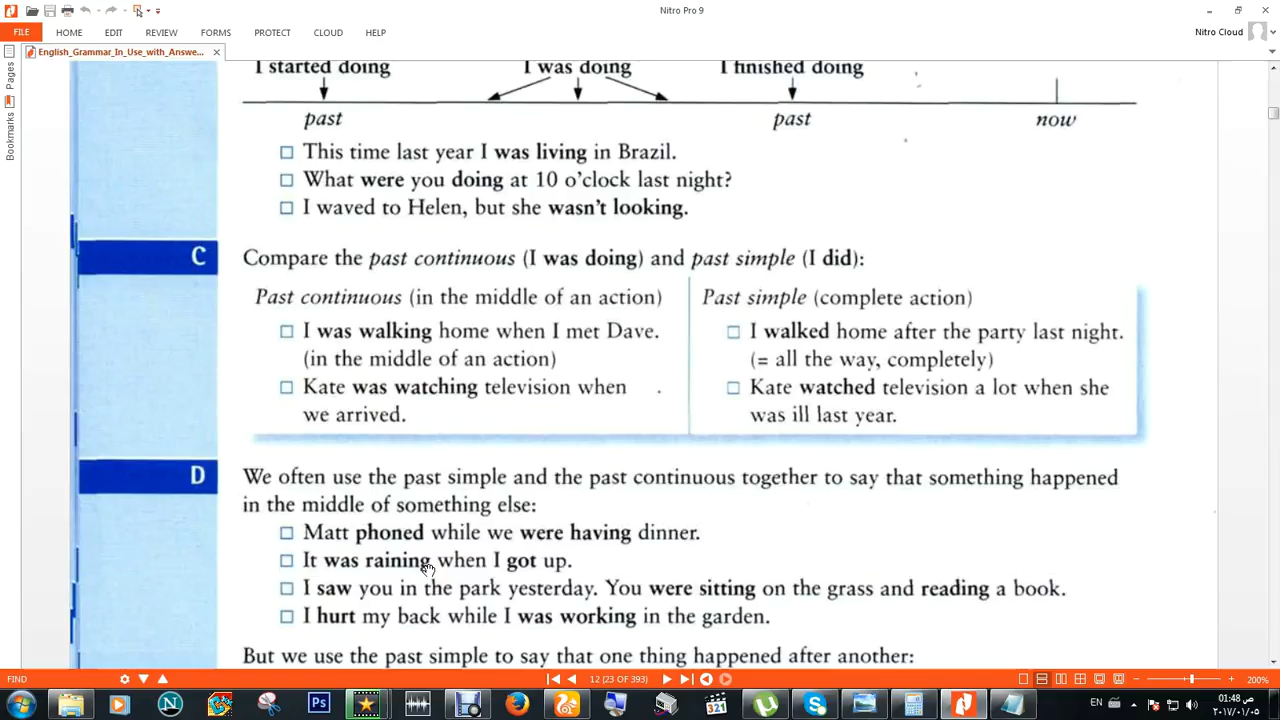 Nitro Pro 9
FILE
HOME
EDIT
REVIEW
FORMS
PROTECT
CLOUD
HELP
Nitro Cloud
English_Grammar_In_Use_with_Answe...
Pages
Bookmarks
I started doing
I was doing
I finished doing
past
past
now
This time last year I was living in Brazil.
What were you doing at 10 o'clock last night?
I waved to Helen, but she wasn't looking.
C
Compare the past continuous (I was doing) and past simple (I did):
Past continuous (in the middle of an action)
I was walking home when I met Dave.
(in the middle of an action)
Kate was watching television when
we arrived.
Past simple (complete action)
I walked home after the party last night.
(= all the way, completely)
Kate watched television a lot when she
was ill last year.
D
We often use the past simple and the past continuous together to say that something happened
in the middle of something else:
Matt phoned while we were having dinner.
It was raining when I got up.
I saw you in the park yesterday. You were sitting on the grass and reading a book.
I hurt my back while I was working in the garden.
But we use the past simple to say that one thing happened after another:
FIND
12 (23 OF 393)
200%
Ps
321
EN
01:48 ص
٢٠١٧/٠١/٠٥